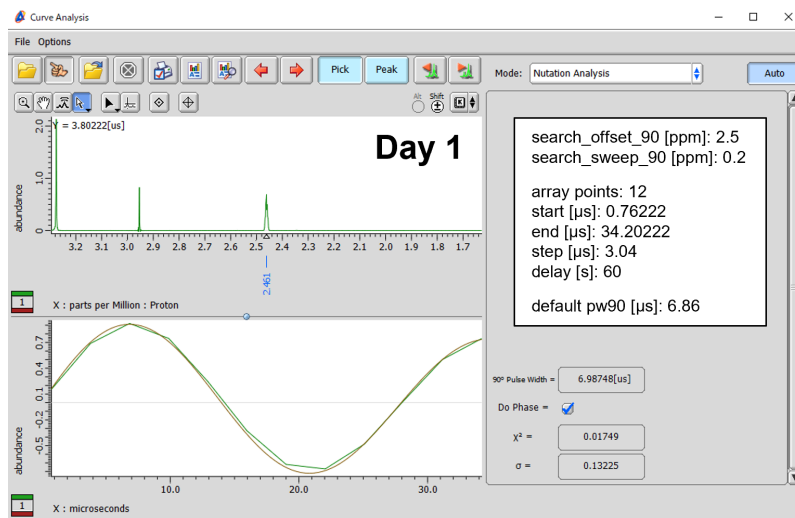 Curve Analysis
File Options
Pick
Peak
Mode:
Nutation Analysis
Auto
Alt
Shift
Y = 3.80222[us]
Day 1
abundance
2.0
1.0
0
3.2 3.1 3.0 2.9 2.8 2.7 2.6 2.5 2.4 2.3 2.2 2.1 2.0 1.9 1.8 1.7
2.461
1
X : parts per Million : Proton
search_offset_90 [ppm]: 2.5
search_sweep_90 [ppm]: 0.2
array points: 12
start [µs]: 0.76222
end [µs]: 34.20222
step [µs]: 3.04
delay [s]: 60
default pw90 [µs]: 6.86
abundance
0.7
0.4
0.1
-0.2
-0.5
10.0 20.0 30.0
1
X : microseconds
90° Pulse Width =
6.98748[us]
Do Phase =
χ² =
0.01749
σ =
0.13225